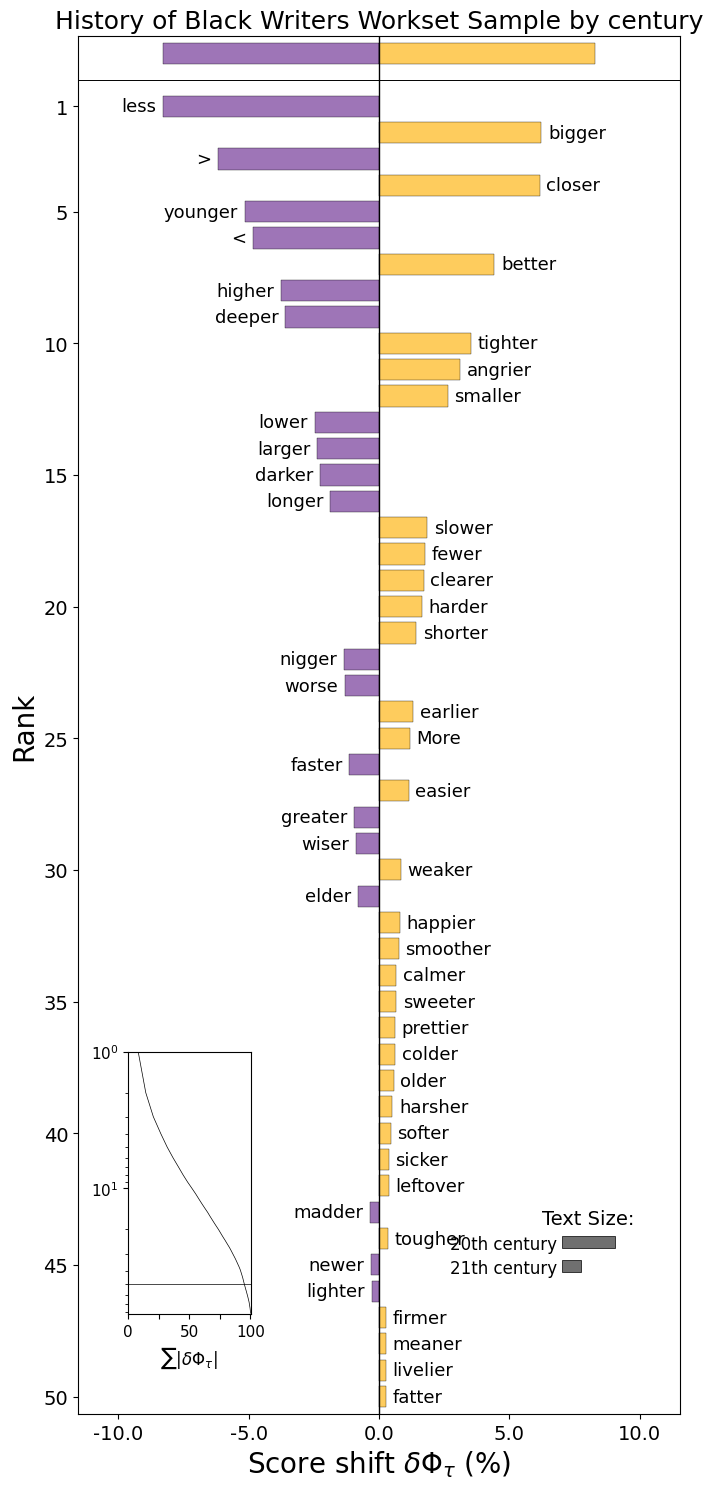 History of Black Writers Workset Sample by century
1 less
bigger
>
closer
5 younger
<
better
higher
deeper
10 tighter
angrier
smaller
lower
larger
15 darker
longer
slower
fewer
clearer
20 harder
shorter
nigger
worse
earlier
25 More
faster
easier
greater
wiser
30 weaker
elder
happier
smoother
calmer
35 sweeter
prettier
colder
older
harsher
40 softer
sicker
leftover
madder
tougher
45 newer
lighter
firmer
meaner
livelier
50 fatter
Rank
10⁰
10¹
0 50 100
∑|δΦτ|
Text Size:
20th century
21th century
-10.0 -5.0 0.0 5.0 10.0
Score shift δΦτ (%)